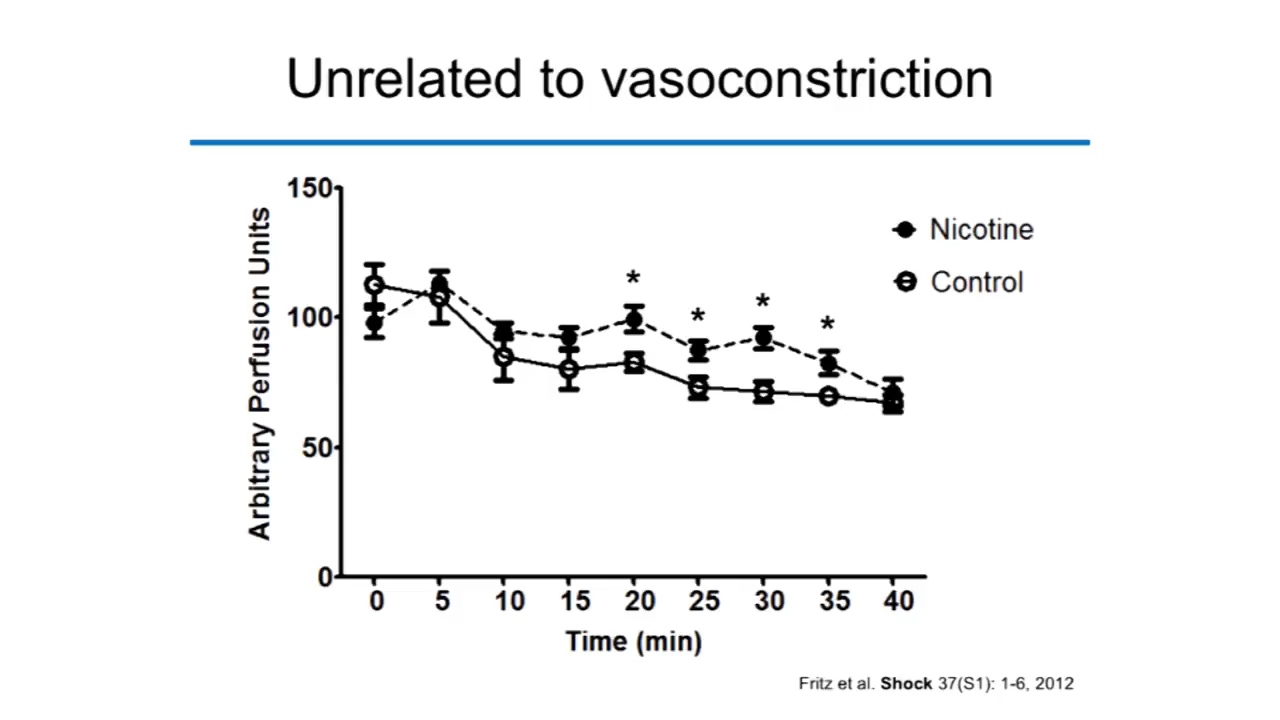 Unrelated to vasoconstriction
150
100
50
0
Arbitrary Perfusion Units
* * * *
Nicotine
Control
0 5 10 15 20 25 30 35 40
Time (min)
Fritz et al. Shock 37(S1): 1-6, 2012